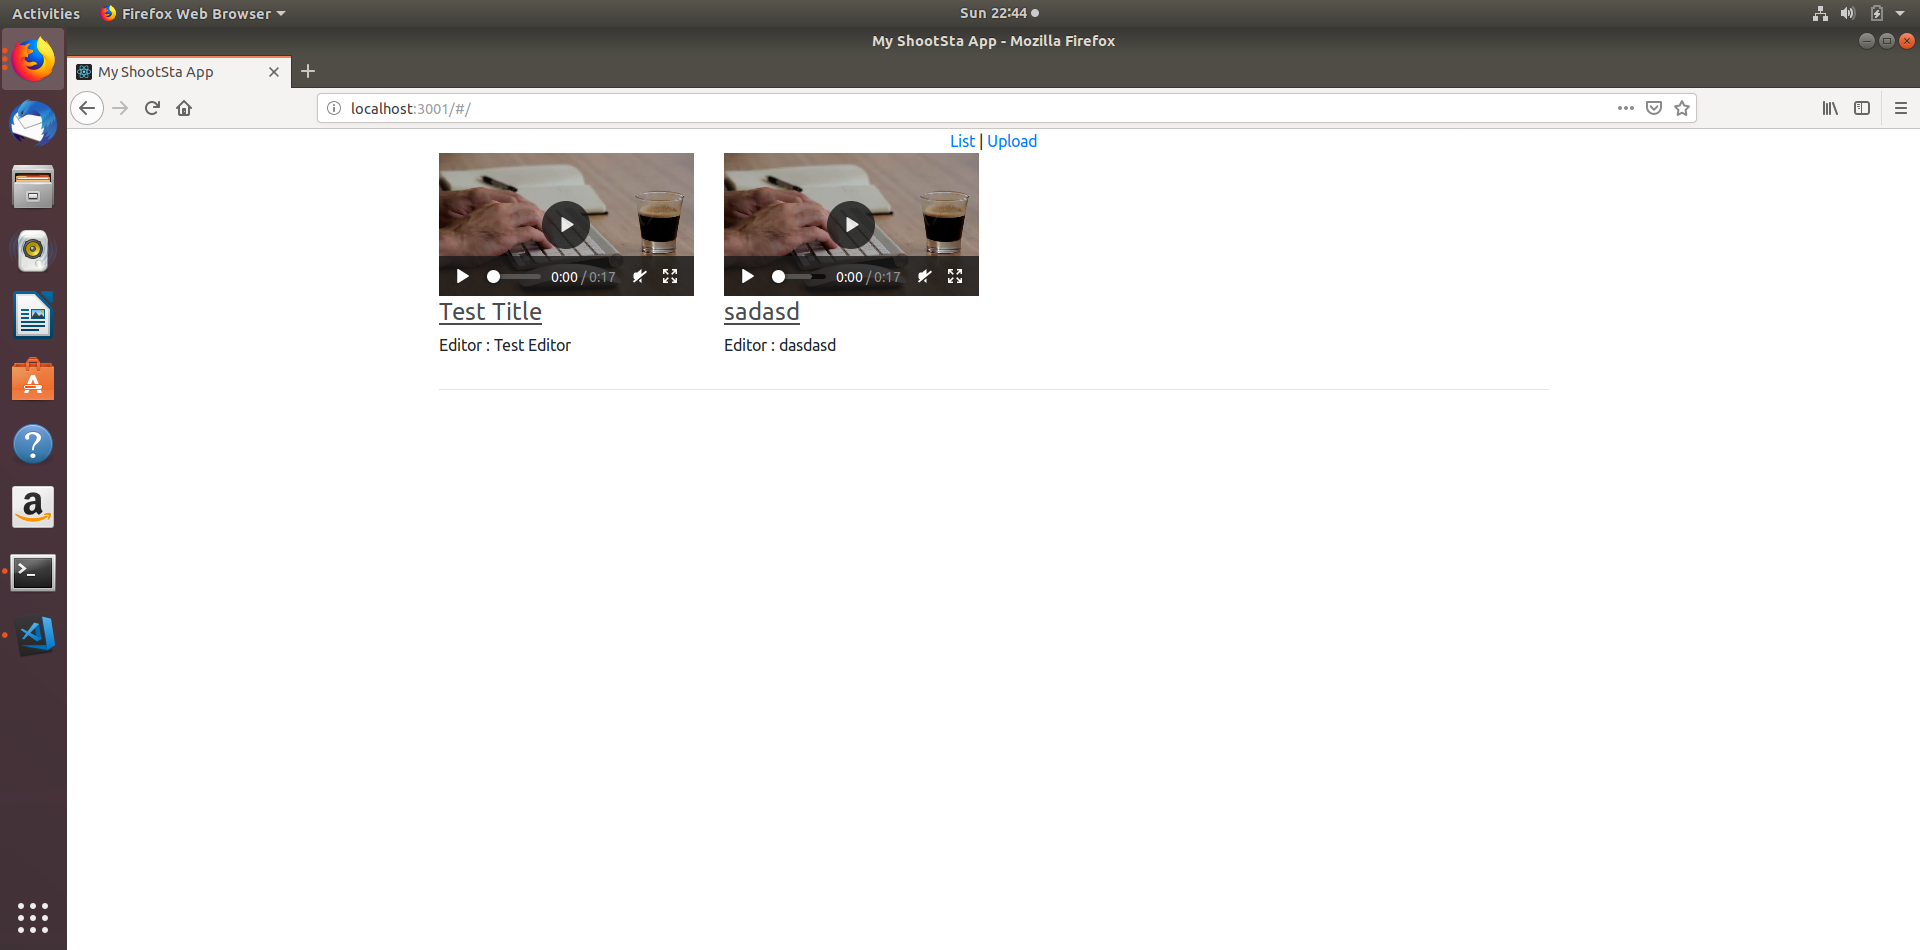 Activities Firefox Web Browser Sun 22:44
My ShootSta App - Mozilla Firefox
My ShootSta App
localhost:3001/#/
List | Upload
0:00 / 0:17 0:00 / 0:17
Test Title sadasd
Editor : Test Editor Editor : dasdasd